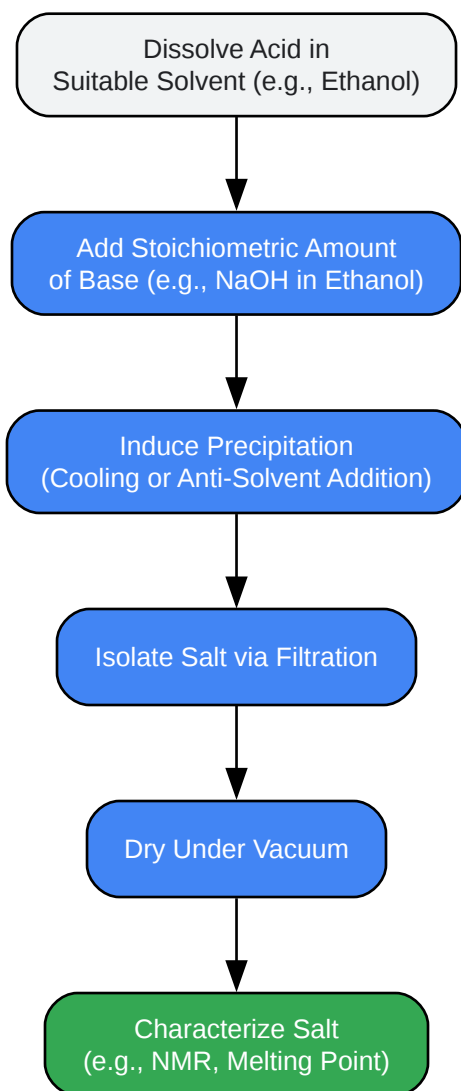 Dissolve Acid in
Suitable Solvent (e.g., Ethanol)
Add Stoichiometric Amount
of Base (e.g., NaOH in Ethanol)
Induce Precipitation
(Cooling or Anti-Solvent Addition)
Isolate Salt via Filtration
Dry Under Vacuum
Characterize Salt
(e.g., NMR, Melting Point)